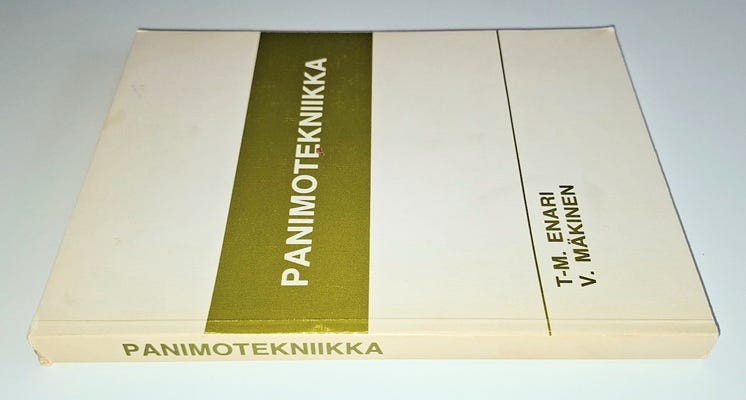 PANIMOTEKNIIKKA
T-M. ENARI
V. MÄKINEN
PANIMOTEKNIIKKA